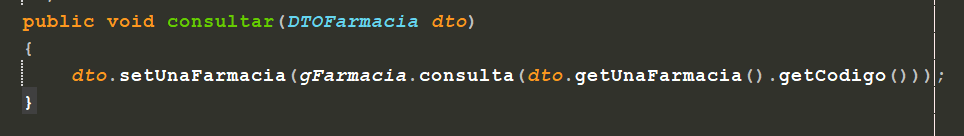 public void consultar(DTOFarmacia dto)
{
dto.setUnaFarmacia(gFarmacia.consulta(dto.getUnaFarmacia().getCodigo()));
}